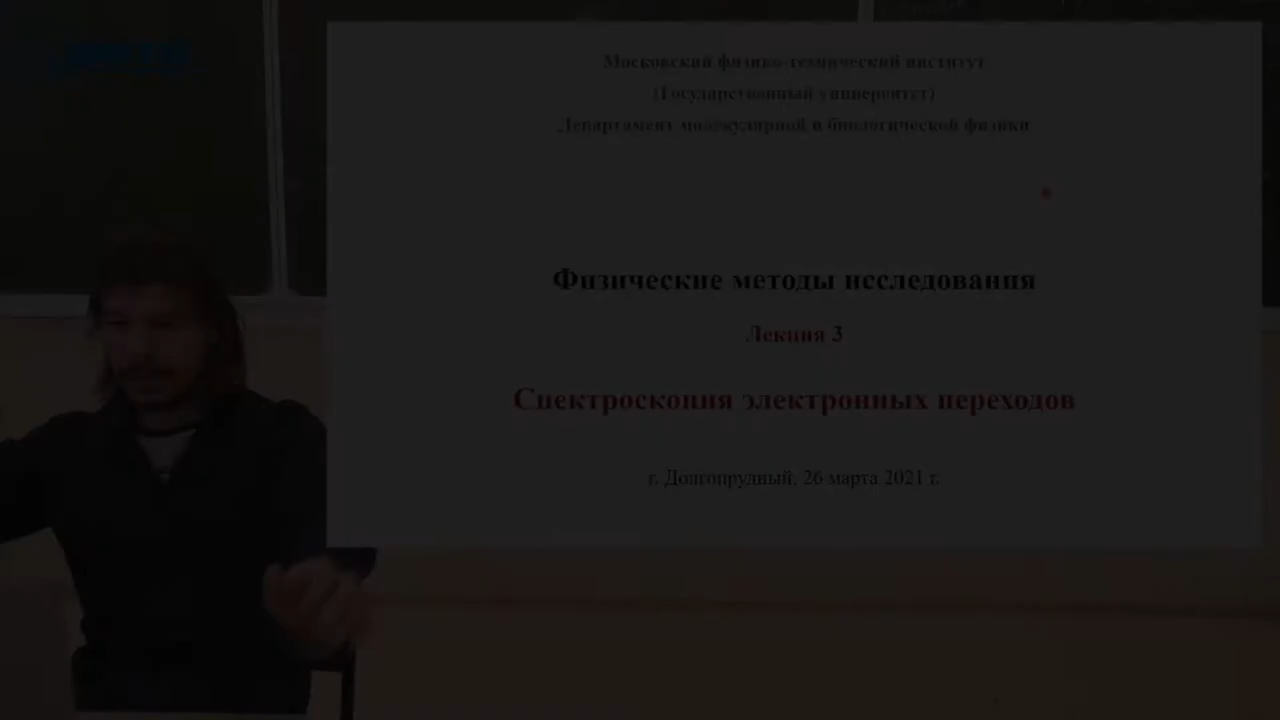 Московский физико-технический институт
(Государственный университет)
Департамент молекулярной и биологической физики
Физические методы исследования
Лекция 3
Спектроскопия электронных переходов
г. Долгопрудный, 26 марта 2021 г.